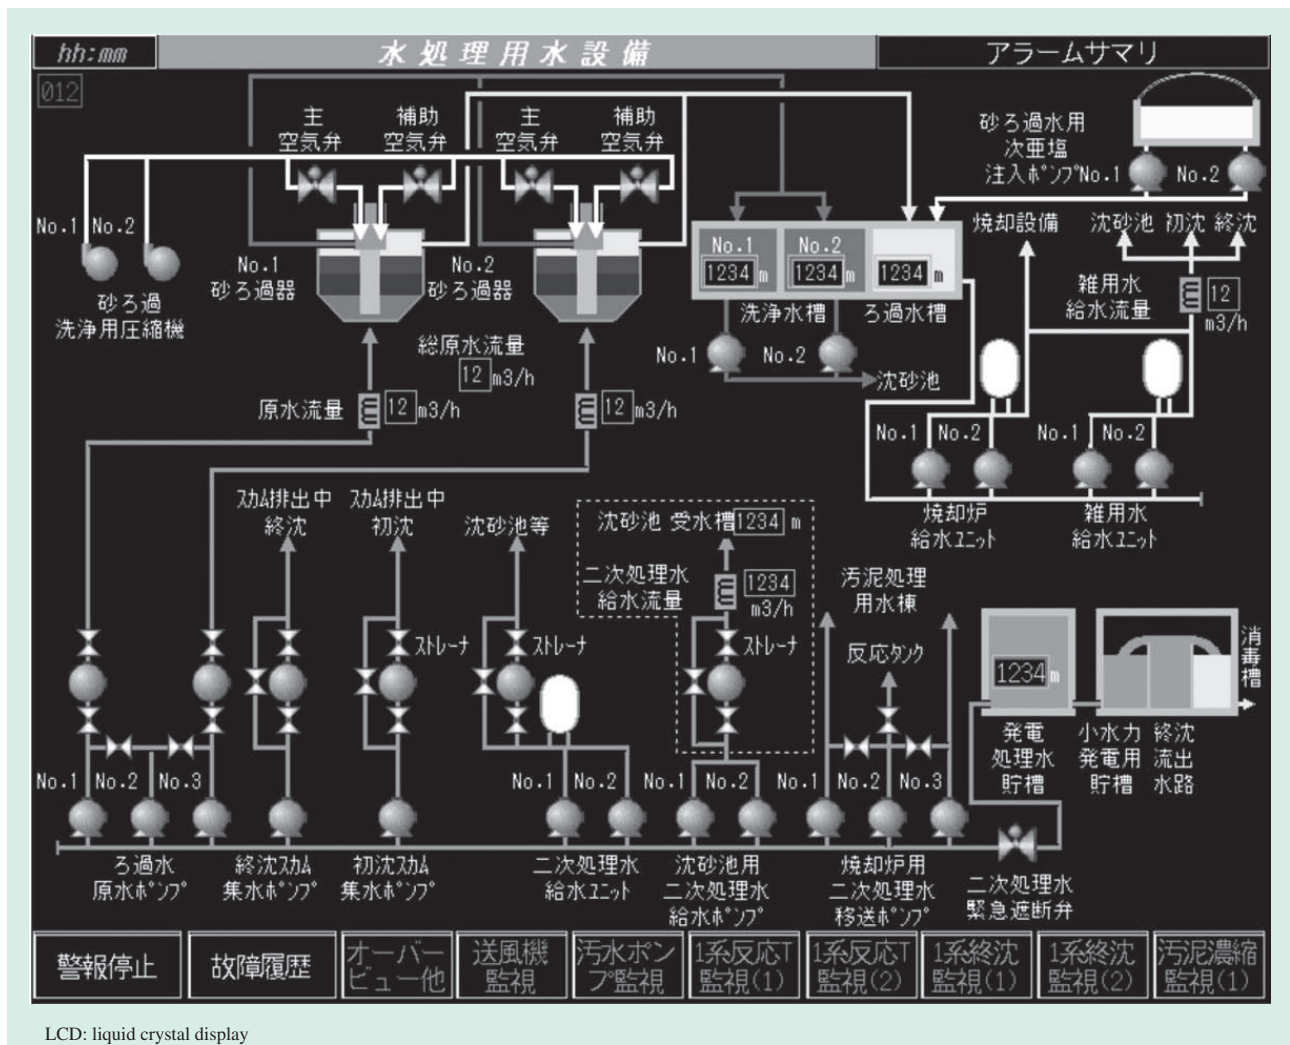 hh:mm
水処理用水設備
アラームサマリ
012
主
空気弁
補助
空気弁
主
空気弁
補助
空気弁
砂ろ過水用
次亜塩
注入ポンプNo.1
No.2
No.1
No.2
砂ろ過
洗浄用圧縮機
No.1
砂ろ過器
No.2
砂ろ過器
No.1
1234 m
No.2
1234 m
1234 m
洗浄水槽
ろ過水槽
焼却設備
沈砂池
初沈
終沈
雑用水
給水流量
12
m3/h
総原水流量
12 m3/h
No.1
No.2
沈砂池
原水流量
12 m3/h
12 m3/h
No.1
No.2
No.1
No.2
焼却炉
給水ユニット
雑用水
給水ユニット
スカム排出中
終沈
スカム排出中
初沈
沈砂池等
沈砂池 受水槽 1234 m
二次処理水
給水流量
1234
m3/h
汚泥処理
用水棟
ストレーナ
ストレーナ
ストレーナ
反応タンク
1234 m
消毒槽
発電
処理水
貯槽
小水力
発電用
貯槽
終沈
流出
水路
No.1
No.2
No.3
No.1
No.2
No.1
No.2
No.1
No.2
No.3
ろ過水
原水ポンプ
終沈スカム
集水ポンプ
初沈スカム
集水ポンプ
二次処理水
給水ユニット
沈砂池用
二次処理水
給水ポンプ
焼却炉用
二次処理水
移送ポンプ
二次処理水
緊急遮断弁
警報停止
故障履歴
オーバー
ビュー他
送風機
監視
汚水ポン
プ監視
1系反応T
監視(1)
1系反応T
監視(2)
1系終沈
監視(1)
1系終沈
監視(2)
汚泥濃縮
監視(1)
LCD: liquid crystal display